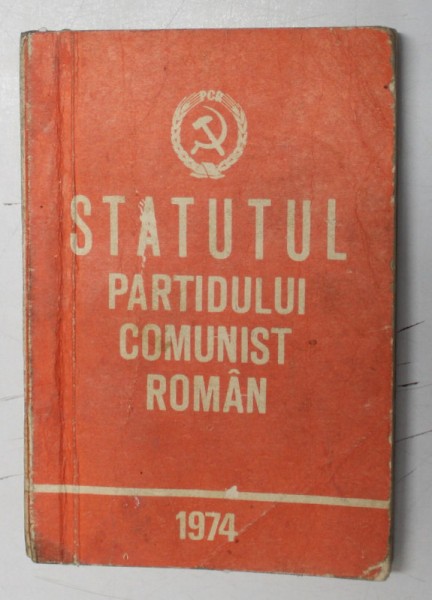 PCR
STATUTUL
PARTIDULUI
COMUNIST
ROMÂN
1974